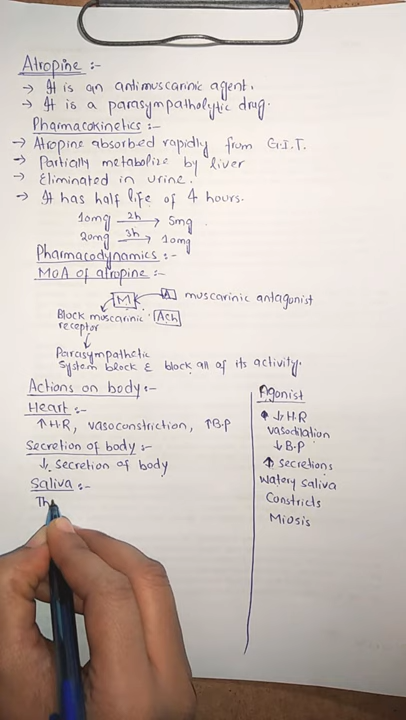 Atropine :-
→ It is an antimuscarinic agent.
→ It is a parasympatholytic drug.
Pharmacokinetics :-
→ Atropine absorbed rapidly from G.I.T.
→ Partially metabolize by liver
→ Eliminated in urine.
→ It has half life of 4 hours.
10mg 2h → 5mg
20mg 3h → 10mg
Pharmacodynamics :-
MoA of atropine :-
M ← A muscarinic antagonist
Block muscarinic Ach
receptor
Parasympathetic
system block & block all of its activity.
Actions on body :-
Heart :-
↑ H.R, vasoconstriction, ↑ B.P
Secretion of body :-
↓ secretion of body
Saliva :-
Th
Agonist
↓ H.R
vasodilation
↓ B.P
↑ secretions
watery saliva
Constricts
Miosis